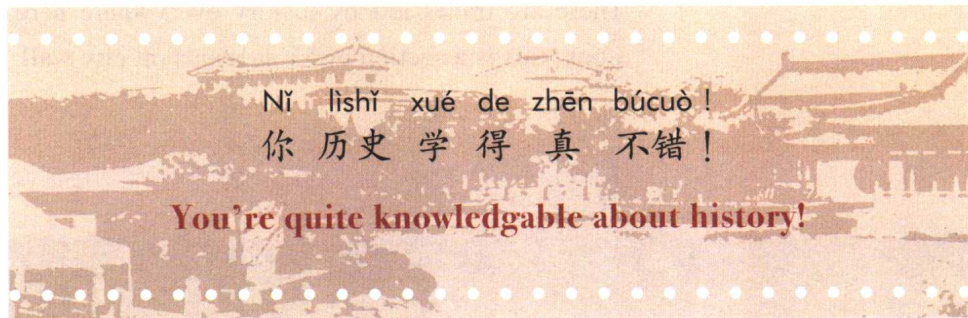 Nǐ lìshǐ xué de zhēn búcuò !
你 历史 学 得 真 不错 !
You're quite knowledgable about history!